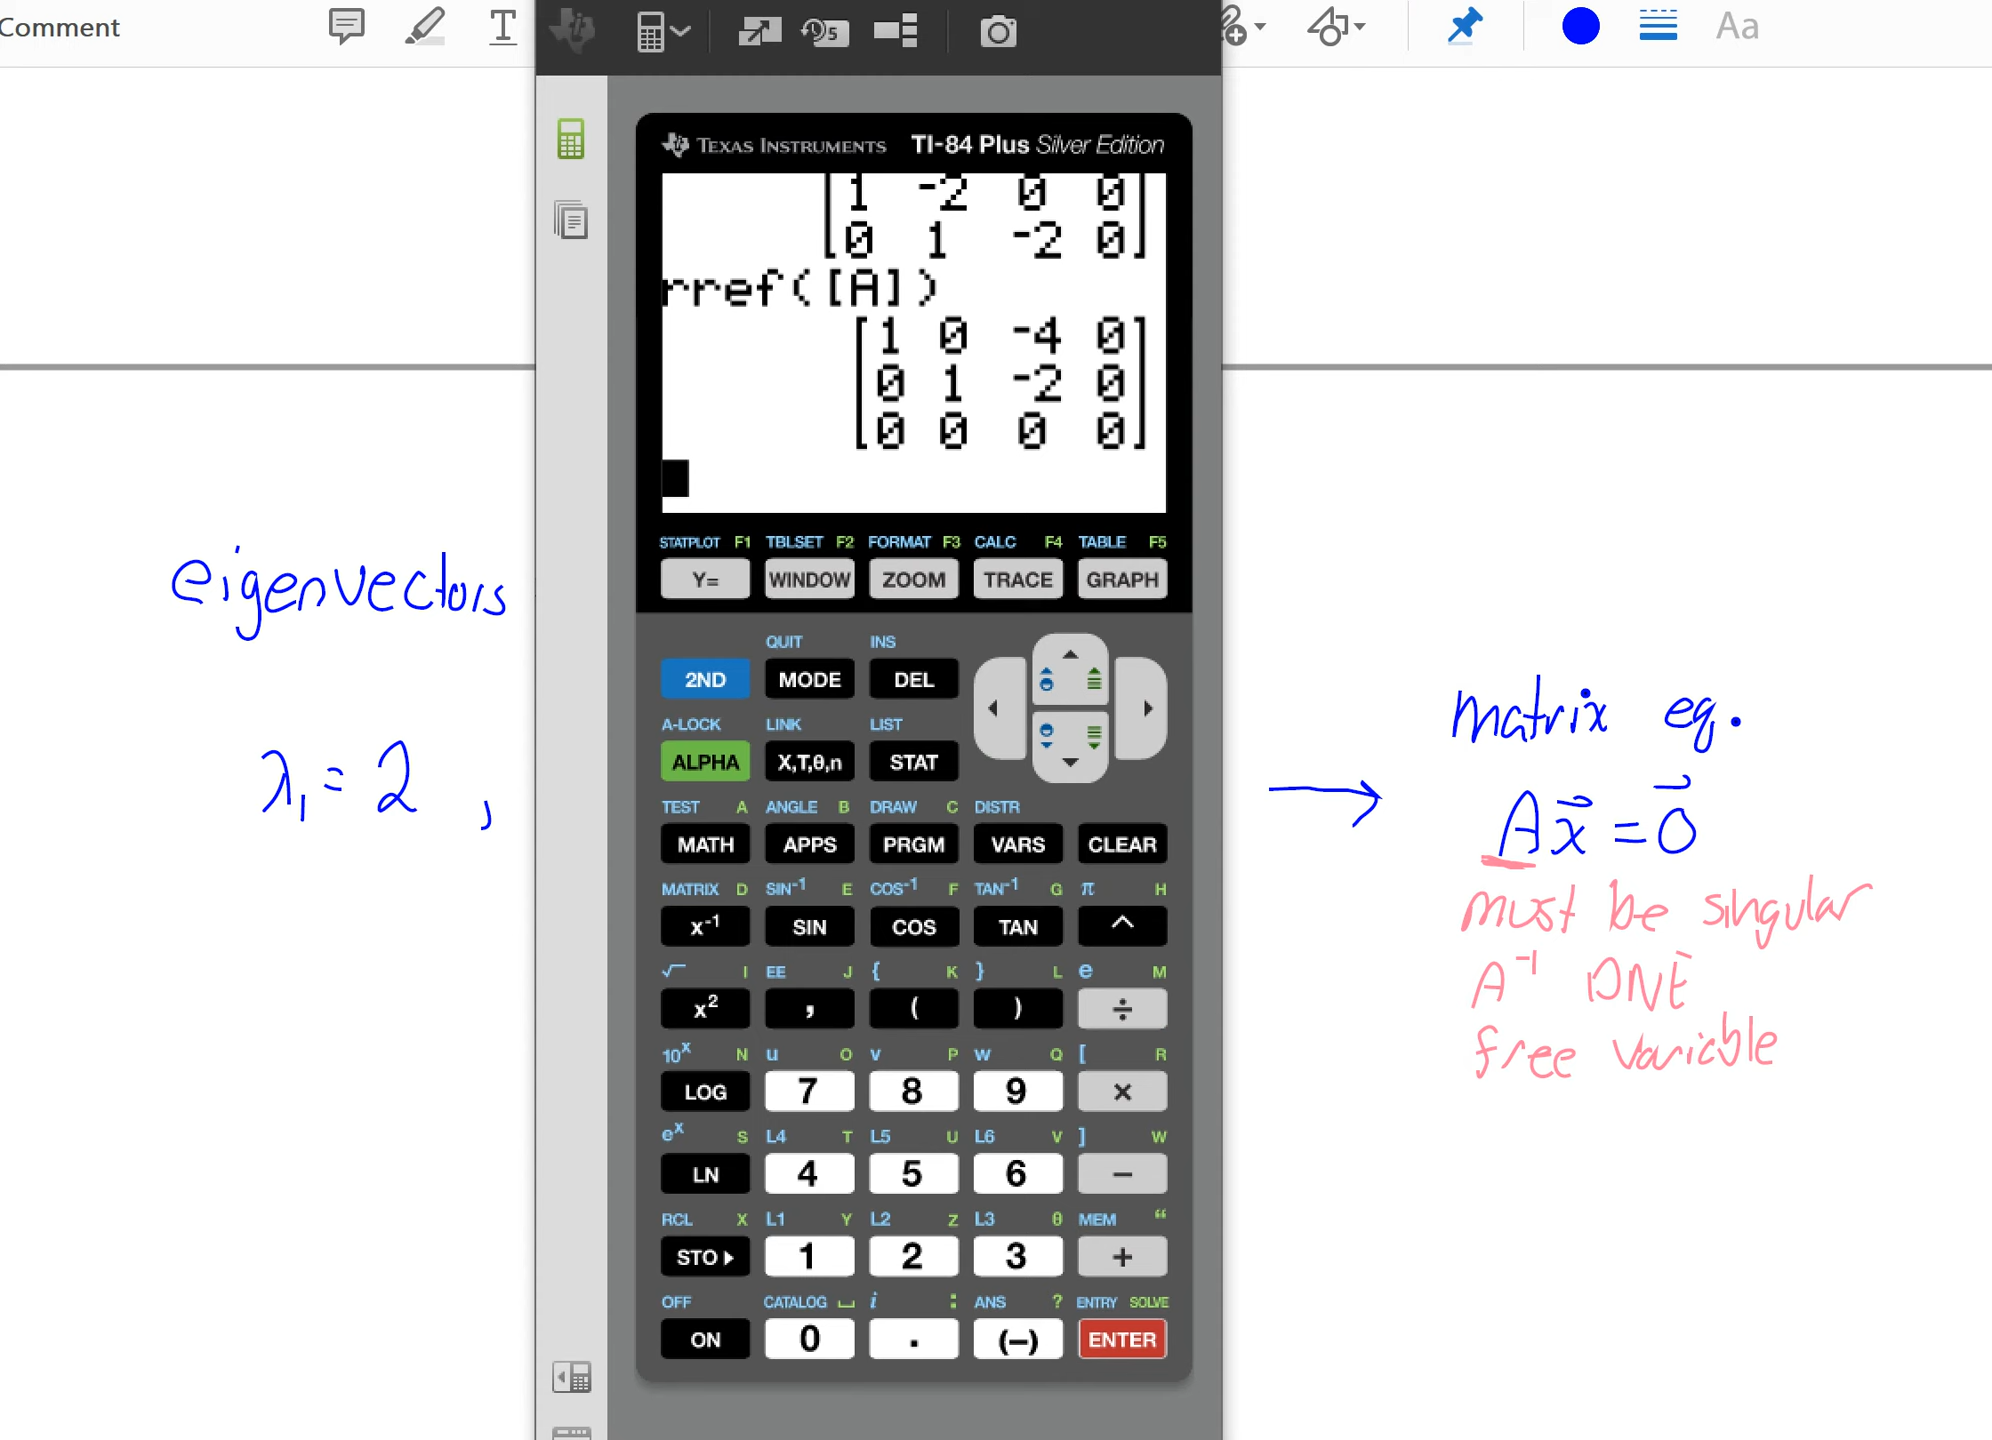 Comment
T
5
Aa
TEXAS INSTRUMENTS TI-84 Plus Silver Edition
[1 -2 0 0]
[0 1 -2 0]
rref([A])
[1 0 -4 0]
[0 1 -2 0]
[0 0 0 0]
STATPLOT F1 TBLSET F2 FORMAT F3 CALC F4 TABLE F5
Y= WINDOW ZOOM TRACE GRAPH
QUIT INS
2ND MODE DEL
A-LOCK LINK LIST
ALPHA X,T,θ,n STAT
TEST A ANGLE B DRAW C DISTR
MATH APPS PRGM VARS CLEAR
MATRIX D SIN⁻¹ E COS⁻¹ F TAN⁻¹ G π H
x⁻¹ SIN COS TAN ^
√ I EE J { K } L e M
x² , ( ) ÷
10ˣ N u O v P w Q [ R
LOG 7 8 9 ×
eˣ S L4 T L5 U L6 V ] W
LN 4 5 6 −
RCL X L1 Y L2 Z L3 θ MEM “
STO▸ 1 2 3 +
OFF CATALOG ⌴ i : ANS ? ENTRY SOLVE
ON 0 . (−) ENTER
eigenvectors
λ₁ = 2 ,
matrix eq.
→ Ax⃗ = 0⃗
must be singular
A⁻¹ DNE
free variable